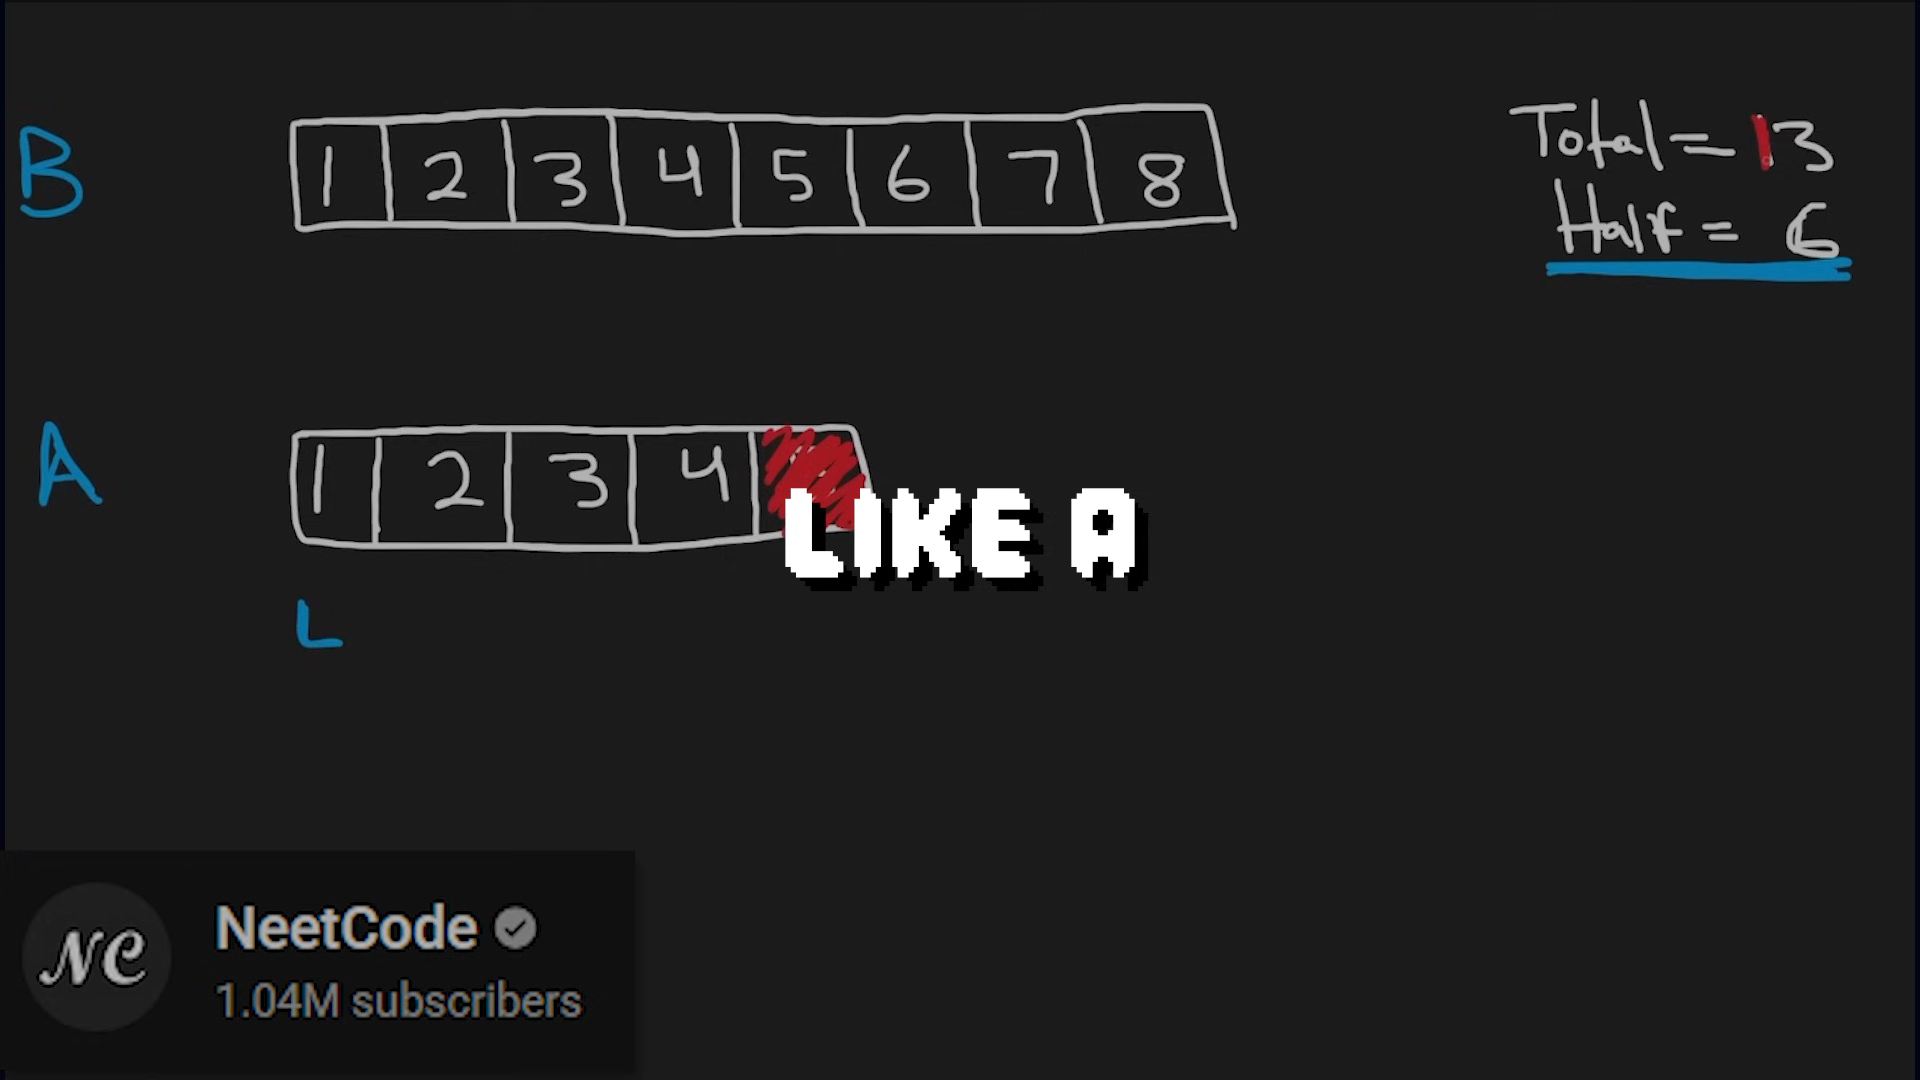 B
1 2 3 4 5 6 7 8
Total = 13
Half = 6
A
1 2 3 4
LIKE A
L
NC
NeetCode
1.04M subscribers